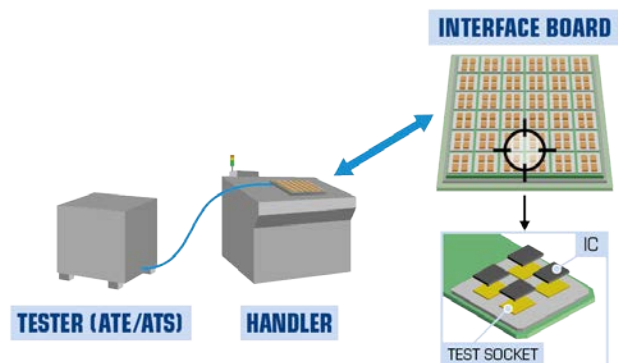 INTERFACE BOARD
IC
TEST SOCKET
TESTER (ATE/ATS)
HANDLER